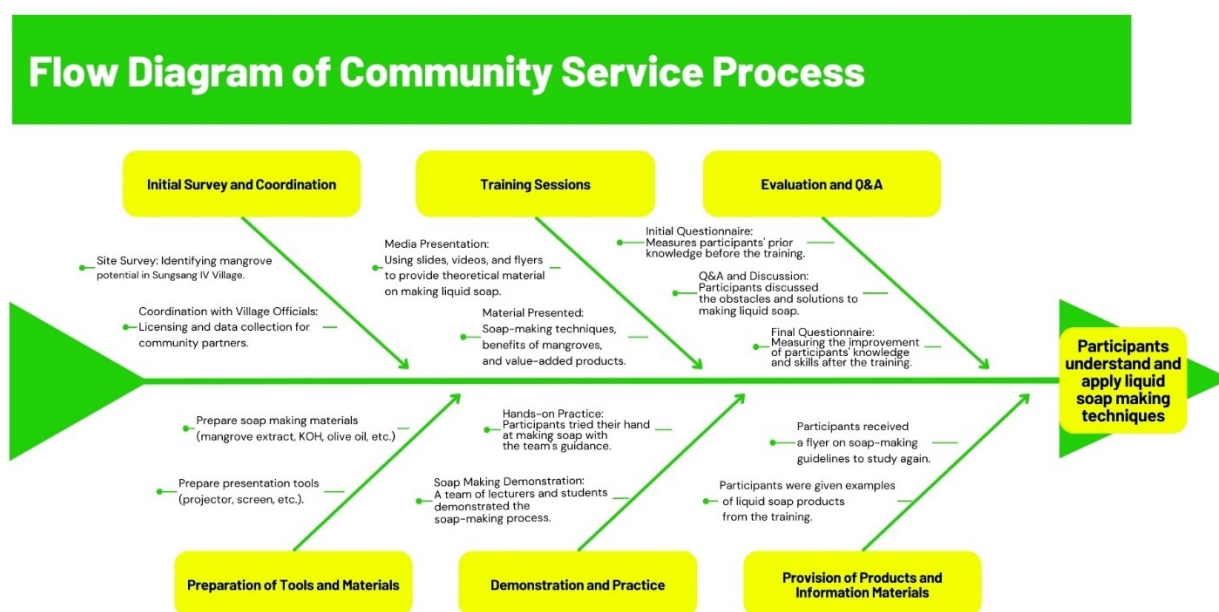 Flow Diagram of Community Service Process
Initial Survey and Coordination
Training Sessions
Evaluation and Q&A
Site Survey: Identifying mangrove
potential in Sungsang IV Village.
Coordination with Village Officials:
Licensing and data collection for
community partners.
Media Presentation:
Using slides, videos, and flyers
to provide theoretical material
on making liquid soap.
Material Presented:
Soap-making techniques,
benefits of mangroves,
and value-added products.
Initial Questionnaire:
Measures participants' prior
knowledge before the training.
Q&A and Discussion:
Participants discussed
the obstacles and solutions to
making liquid soap.
Final Questionnaire:
Measuring the improvement
of participants' knowledge
and skills after the training.
Participants
understand and
apply liquid
soap making
techniques
Prepare soap making materials
(mangrove extract, KOH, olive oil, etc.)
Prepare presentation tools
(projector, screen, etc.).
Hands-on Practice:
Participants tried their hand
at making soap with
the team's guidance.
Soap Making Demonstration:
A team of lecturers and students
demonstrated the
soap-making process.
Participants received
a flyer on soap-making
guidelines to study again.
Participants were given examples
of liquid soap products
from the training.
Preparation of Tools and Materials
Demonstration and Practice
Provision of Products and
Information Materials